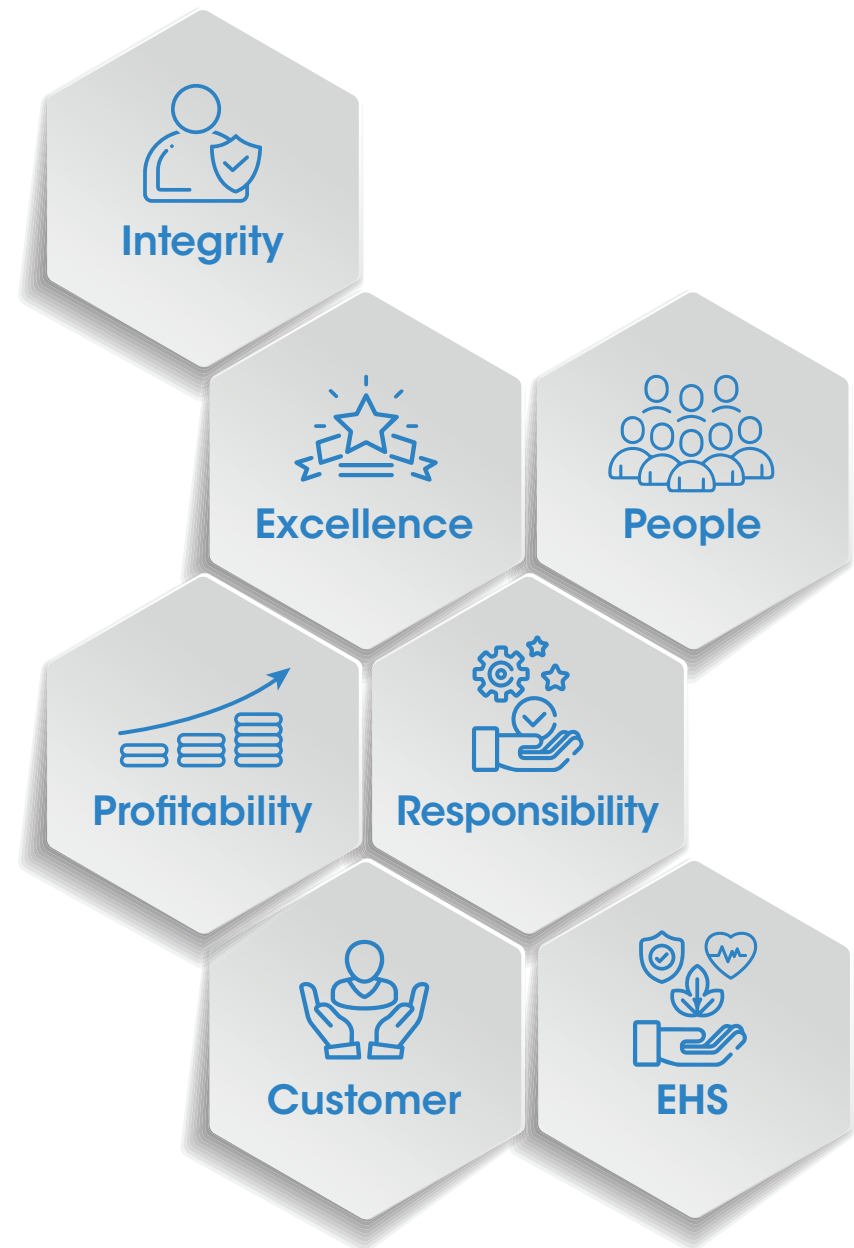 Integrity
Excellence
People
Profitability
Responsibility
Customer
EHS